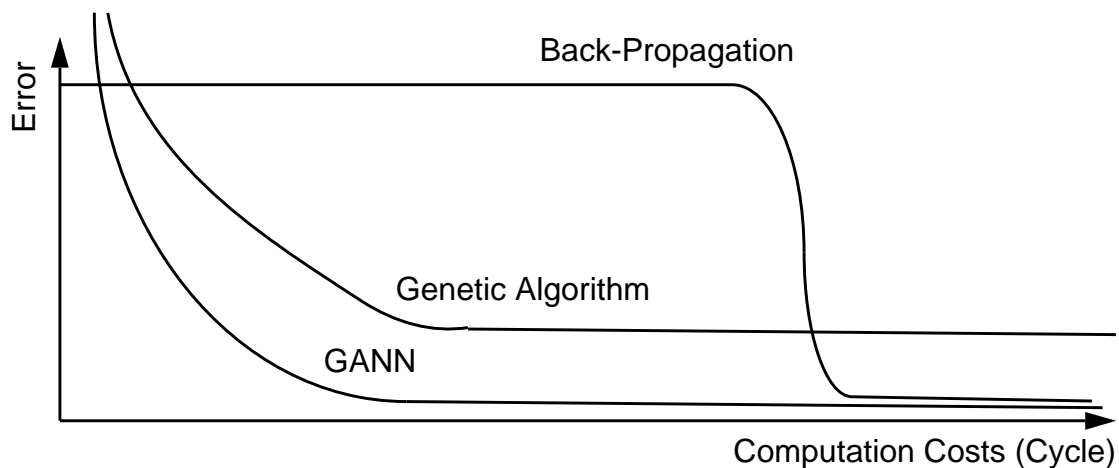 Back-Propagation
Error
Genetic Algorithm
GANN
Computation Costs (Cycle)